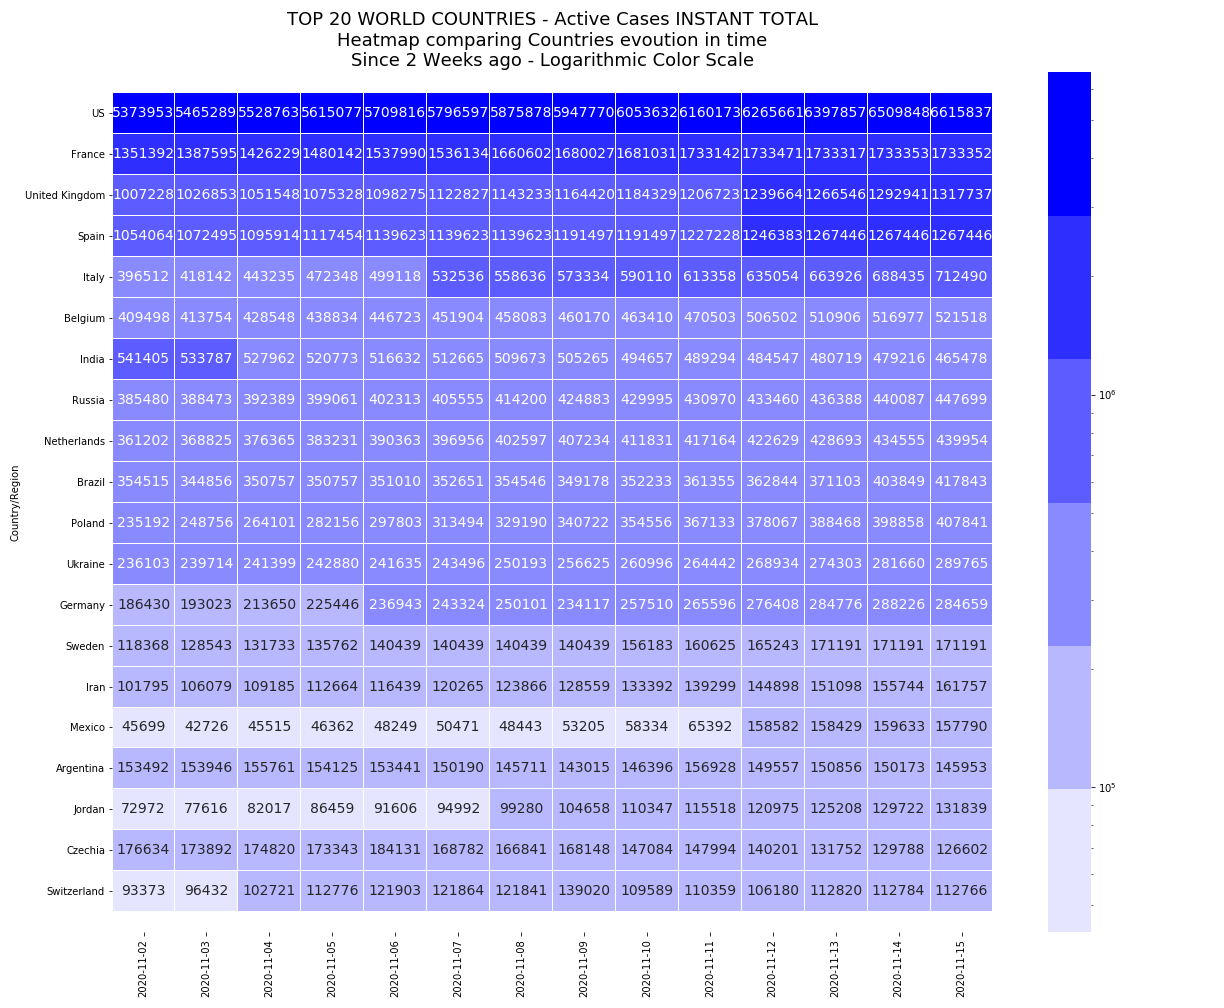 TOP 20 WORLD COUNTRIES - Active Cases INSTANT TOTAL
Heatmap comparing Countries evoution in time
Since 2 Weeks ago - Logarithmic Color Scale
Country/Region
US 5373953 5465289 5528763 5615077 5709816 5796597 5875878 5947770 6053632 6160173 6265661 6397857 6509848 6615837
France 1351392 1387595 1426229 1480142 1537990 1536134 1660602 1680027 1681031 1733142 1733471 1733317 1733353 1733352
United Kingdom 1007228 1026853 1051548 1075328 1098275 1122827 1143233 1164420 1184329 1206723 1239664 1266546 1292941 1317737
Spain 1054064 1072495 1095914 1117454 1139623 1139623 1139623 1191497 1191497 1227228 1246383 1267446 1267446 1267446
Italy 396512 418142 443235 472348 499118 532536 558636 573334 590110 613358 635054 663926 688435 712490
Belgium 409498 413754 428548 438834 446723 451904 458083 460170 463410 470503 506502 510906 516977 521518
India 541405 533787 527962 520773 516632 512665 509673 505265 494657 489294 484547 480719 479216 465478
Russia 385480 388473 392389 399061 402313 405555 414200 424883 429995 430970 433460 436388 440087 447699
Netherlands 361202 368825 376365 383231 390363 396956 402597 407234 411831 417164 422629 428693 434555 439954
Brazil 354515 344856 350757 350757 351010 352651 354546 349178 352233 361355 362844 371103 403849 417843
Poland 235192 248756 264101 282156 297803 313494 329190 340722 354556 367133 378067 388468 398858 407841
Ukraine 236103 239714 241399 242880 241635 243496 250193 256625 260996 264442 268934 274303 281660 289765
Germany 186430 193023 213650 225446 236943 243324 250101 234117 257510 265596 276408 284776 288226 284659
Sweden 118368 128543 131733 135762 140439 140439 140439 140439 156183 160625 165243 171191 171191 171191
Iran 101795 106079 109185 112664 116439 120265 123866 128559 133392 139299 144898 151098 155744 161757
Mexico 45699 42726 45515 46362 48249 50471 48443 53205 58334 65392 158582 158429 159633 157790
Argentina 153492 153946 155761 154125 153441 150190 145711 143015 146396 156928 149557 150856 150173 145953
Jordan 72972 77616 82017 86459 91606 94992 99280 104658 110347 115518 120975 125208 129722 131839
Czechia 176634 173892 174820 173343 184131 168782 166841 168148 147084 147994 140201 131752 129788 126602
Switzerland 93373 96432 102721 112776 121903 121864 121841 139020 109589 110359 106180 112820 112784 112766
2020-11-02 2020-11-03 2020-11-04 2020-11-05 2020-11-06 2020-11-07 2020-11-08 2020-11-09 2020-11-10 2020-11-11 2020-11-12 2020-11-13 2020-11-14 2020-11-15
10⁶
10⁵